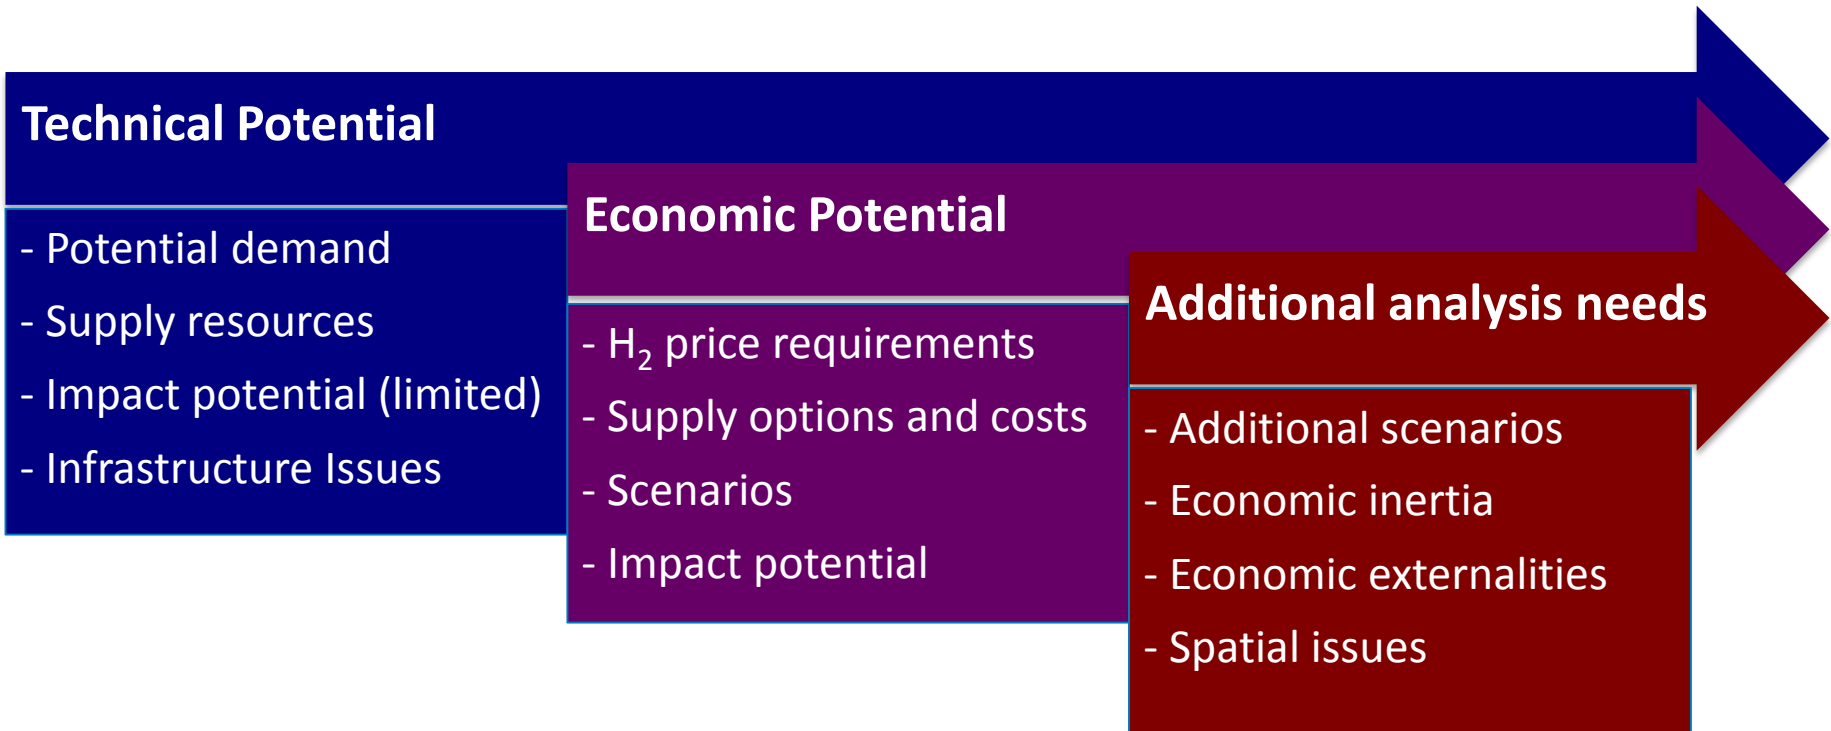 Technical Potential
- Potential demand
- Supply resources
- Impact potential (limited)
- Infrastructure Issues
Economic Potential
- H₂ price requirements
- Supply options and costs
- Scenarios
- Impact potential
Additional analysis needs
- Additional scenarios
- Economic inertia
- Economic externalities
- Spatial issues